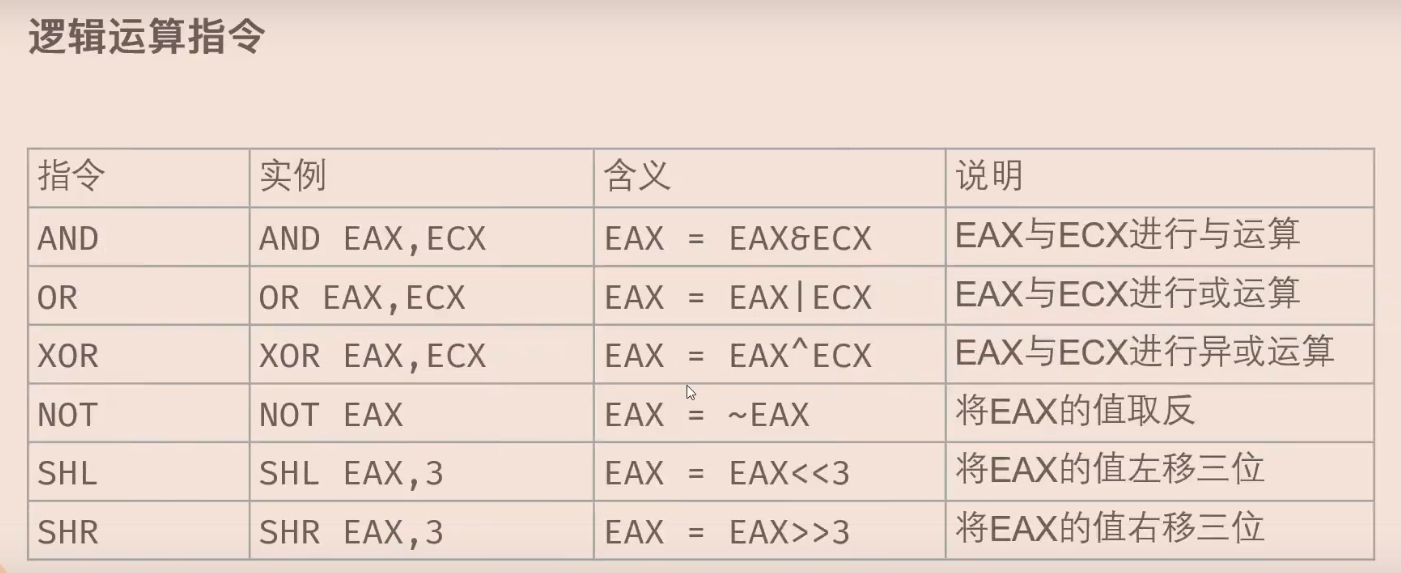 逻辑运算指令
指令 实例 含义 说明
AND AND EAX,ECX EAX = EAX&ECX EAX与ECX进行与运算
OR OR EAX,ECX EAX = EAX|ECX EAX与ECX进行或运算
XOR XOR EAX,ECX EAX = EAX^ECX EAX与ECX进行异或运算
NOT NOT EAX EAX = ~EAX 将EAX的值取反
SHL SHL EAX,3 EAX = EAX<<3 将EAX的值左移三位
SHR SHR EAX,3 EAX = EAX>>3 将EAX的值右移三位